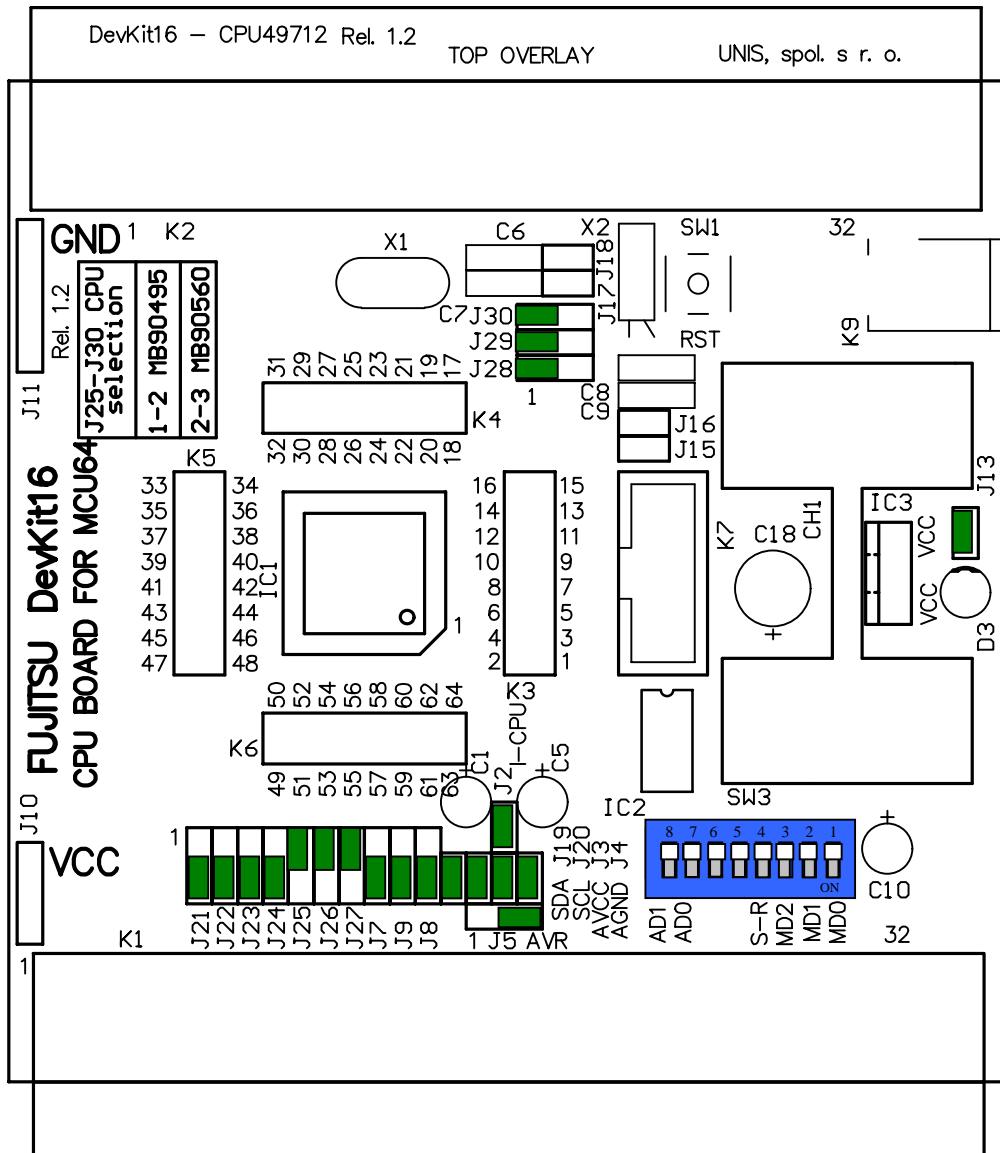 DevKit16 – CPU49712 Rel. 1.2
TOP OVERLAY
UNIS, spol. s r. o.
GND
1
K2
X1
C6
X2
SW1
32
J18
J17
K9
Rel. 1.2
J25-J30 CPU
selection
1-2 MB90495
2-3 MB90560
C7
J30
J29
J28
1
RST
J11
31 29 27 25 23 21 19 17
K4
32 30 28 26 24 22 20 18
C8
C9
J16
J15
FUJITSU DevKit16
CPU BOARD FOR MCU64
K5
33 34
35 36
37 38
39 40
41 42
43 44
45 46
47 48
IC1
1
16 15
14 13
12 11
10 9
8 7
6 5
4 3
2 1
K3
K7
C18
+
CH1
IC3
VCC
VCC
J13
D3
50 52 54 56 58 60 62 64
K6
49 51 53 55 57 59 61 63
I-CPU
+
C1
J2
+
C5
IC2
SW3
J10
VCC
1
J19
J20
J3
J4
SDA
SCL
AVCC
AGND
8 7 6 5 4 3 2 1
ON
+
C10
J21
J22
J23
J24
J25
J26
J27
J7
J9
J8
1 J5 AVR
AD1
AD0
S-R
MD2
MD1
MD0
32
K1
1